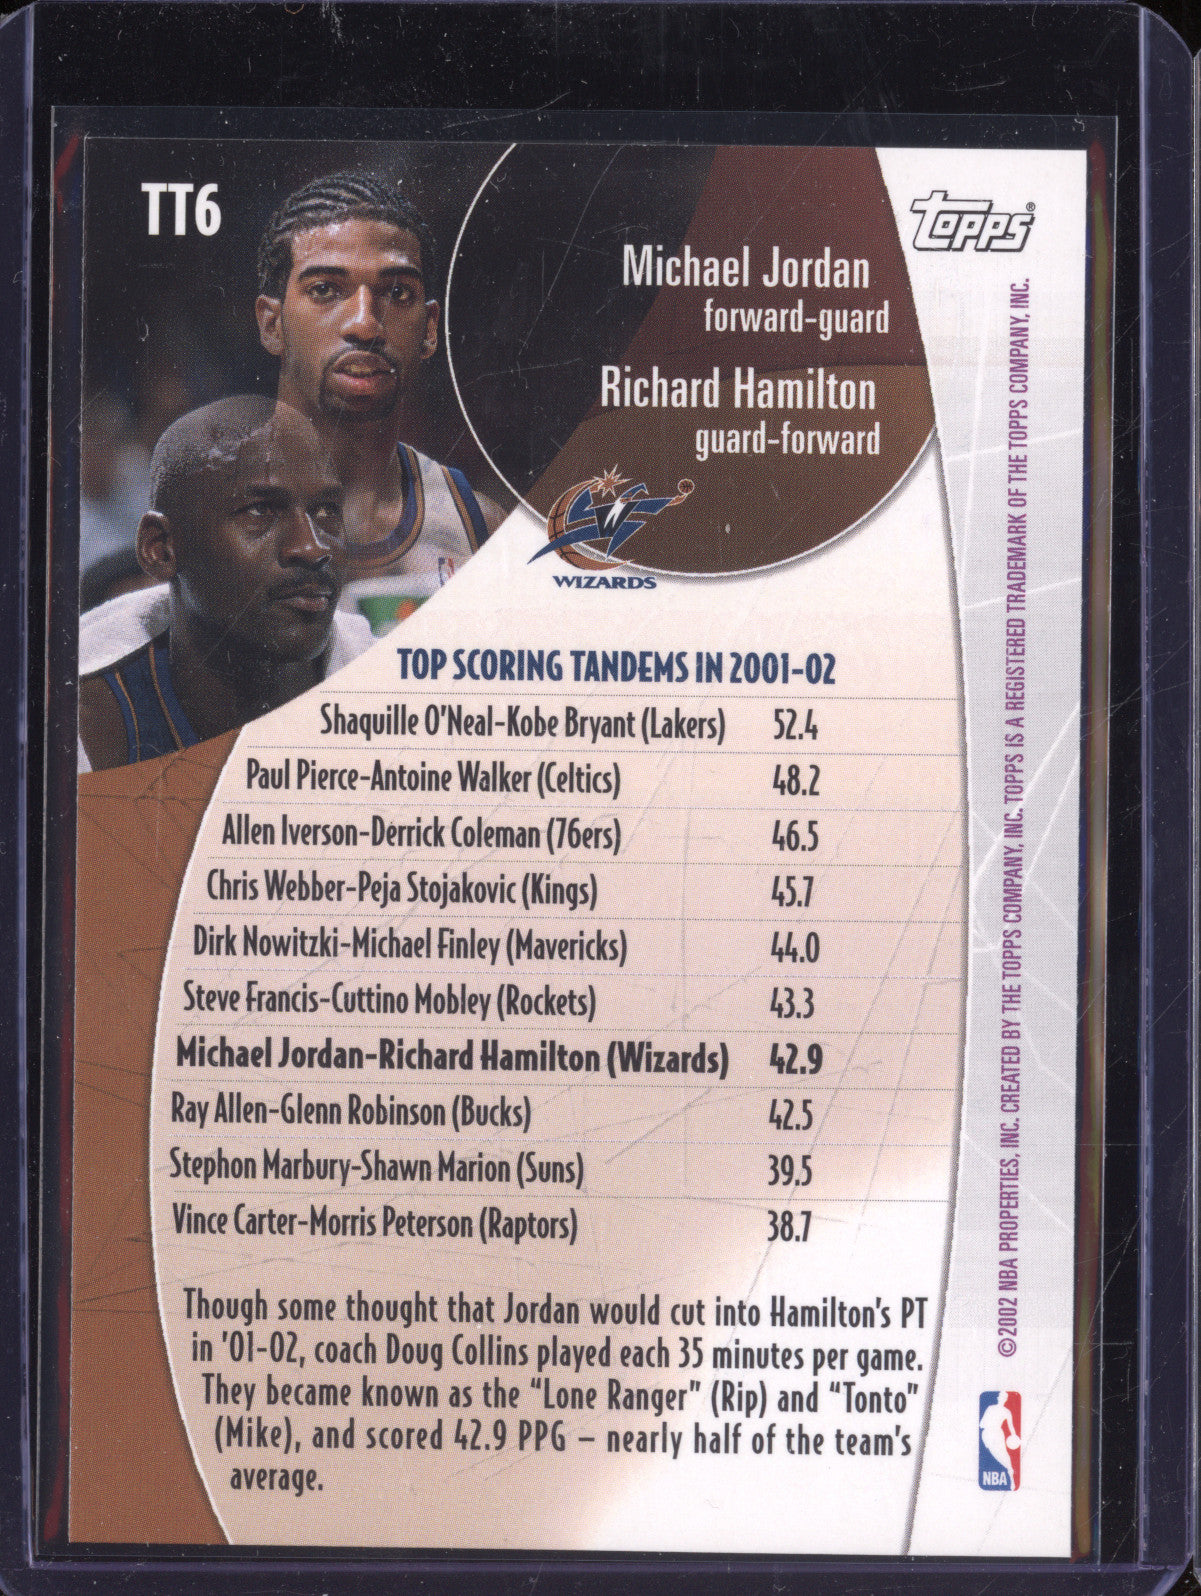 TT6
TOPPS®
Michael Jordan
forward-guard
Richard Hamilton
guard-forward
WIZARDS
TOP SCORING TANDEMS IN 2001-02
Shaquille O'Neal-Kobe Bryant (Lakers) 52.4
Paul Pierce-Antoine Walker (Celtics) 48.2
Allen Iverson-Derrick Coleman (76ers) 46.5
Chris Webber-Peja Stojakovic (Kings) 45.7
Dirk Nowitzki-Michael Finley (Mavericks) 44.0
Steve Francis-Cuttino Mobley (Rockets) 43.3
Michael Jordan-Richard Hamilton (Wizards) 42.9
Ray Allen-Glenn Robinson (Bucks) 42.5
Stephon Marbury-Shawn Marion (Suns) 39.5
Vince Carter-Morris Peterson (Raptors) 38.7
Though some thought that Jordan would cut into Hamilton's PT
in '01-02, coach Doug Collins played each 35 minutes per game.
They became known as the “Lone Ranger” (Rip) and “Tonto”
(Mike), and scored 42.9 PPG – nearly half of the team's
average.
©2002 NBA PROPERTIES, INC. CREATED BY THE TOPPS COMPANY, INC. TOPPS IS A REGISTERED TRADEMARK OF THE TOPPS COMPANY, INC.
NBA